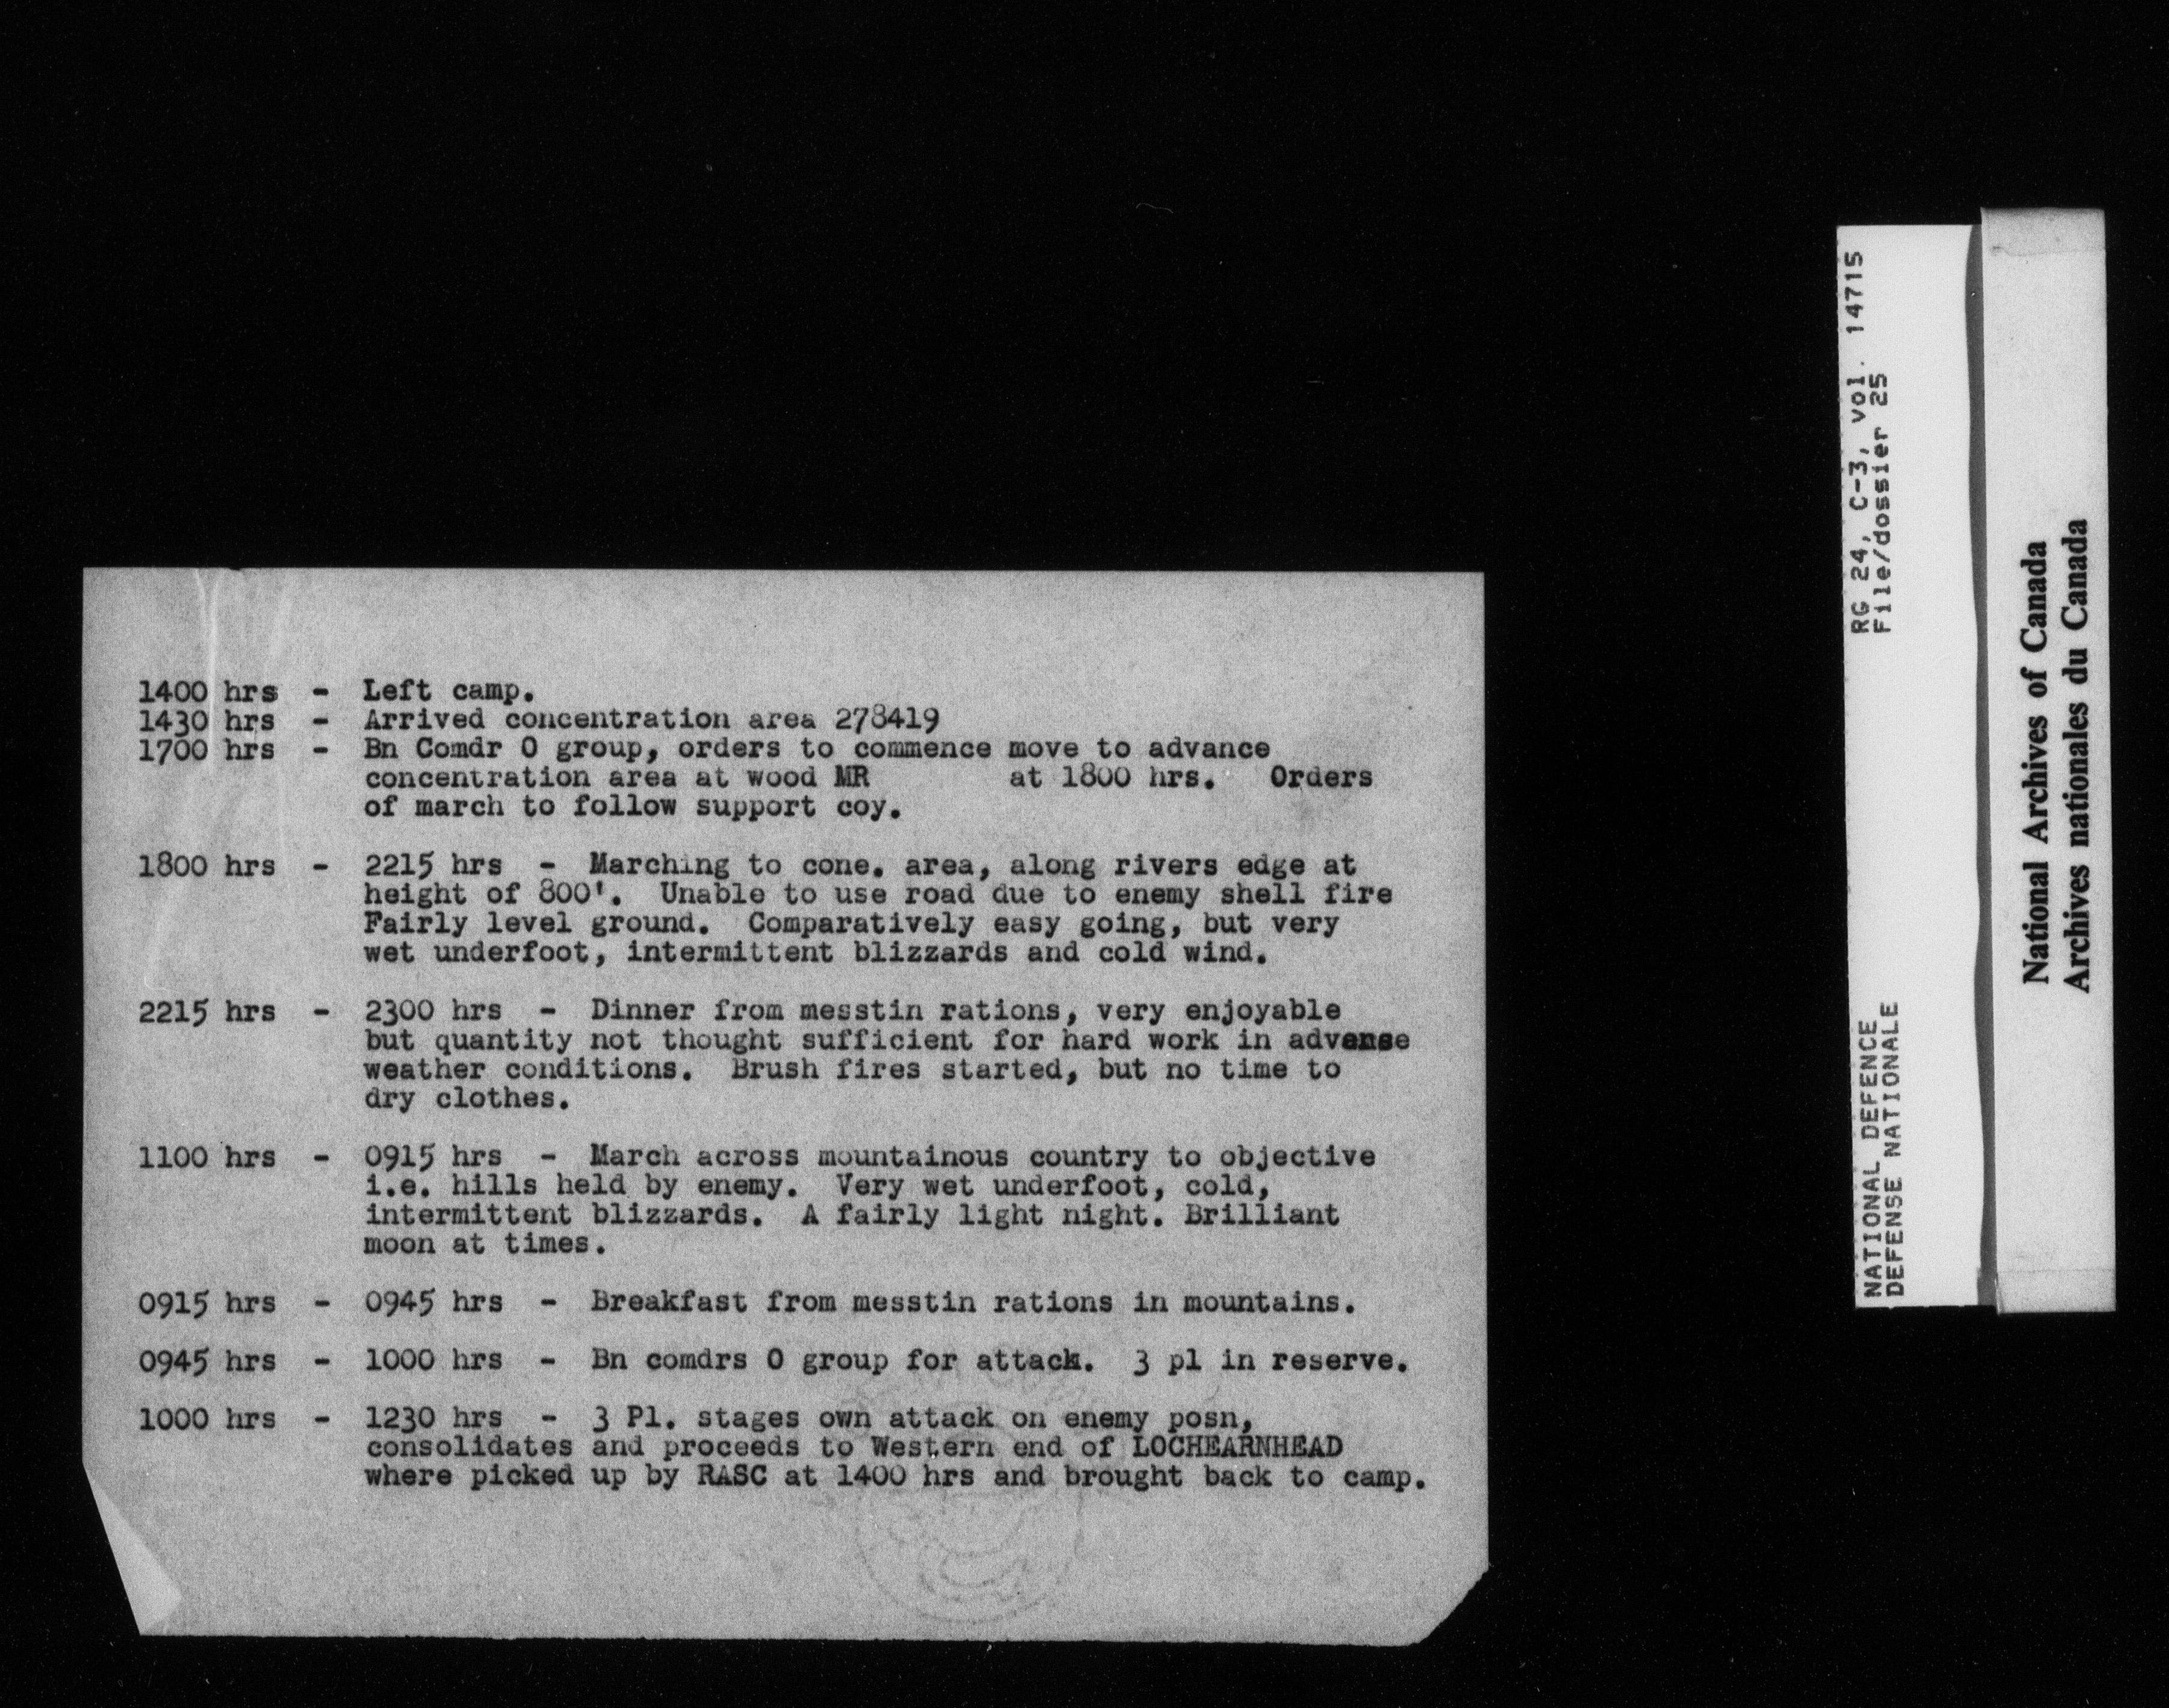 1400 hrs - Left camp.
1430 hrs - Arrived concentration area 278419
1700 hrs - Bn Comdr O group, orders to commence move to advance
concentration area at wood MR at 1800 hrs. Orders
of march to follow support coy.
1800 hrs - 2215 hrs - Marching to conc. area, along rivers edge at
height of 800'. Unable to use road due to enemy shell fire
Fairly level ground. Comparatively easy going, but very
wet underfoot, intermittent blizzards and cold wind.
2215 hrs - 2300 hrs - Dinner from messtin rations, very enjoyable
but quantity not thought sufficient for hard work in adverse
weather conditions. Brush fires started, but no time to
dry clothes.
1100 hrs - 0915 hrs - March across mountainous country to objective
i.e. hills held by enemy. Very wet underfoot, cold,
intermittent blizzards. A fairly light night. Brilliant
moon at times.
0915 hrs - 0945 hrs - Breakfast from messtin rations in mountains.
0945 hrs - 1000 hrs - Bn comdrs O group for attack. 3 pl in reserve.
1000 hrs - 1230 hrs - 3 Pl. stages own attack on enemy posn,
consolidates and proceeds to Western end of LOCHEARNHEAD
where picked up by RASC at 1400 hrs and brought back to camp.
RG 24, C-3, vol. 14715
File/dossier 25
NATIONAL DEFENCE
DEFENSE NATIONALE
National Archives of Canada
Archives nationales du Canada